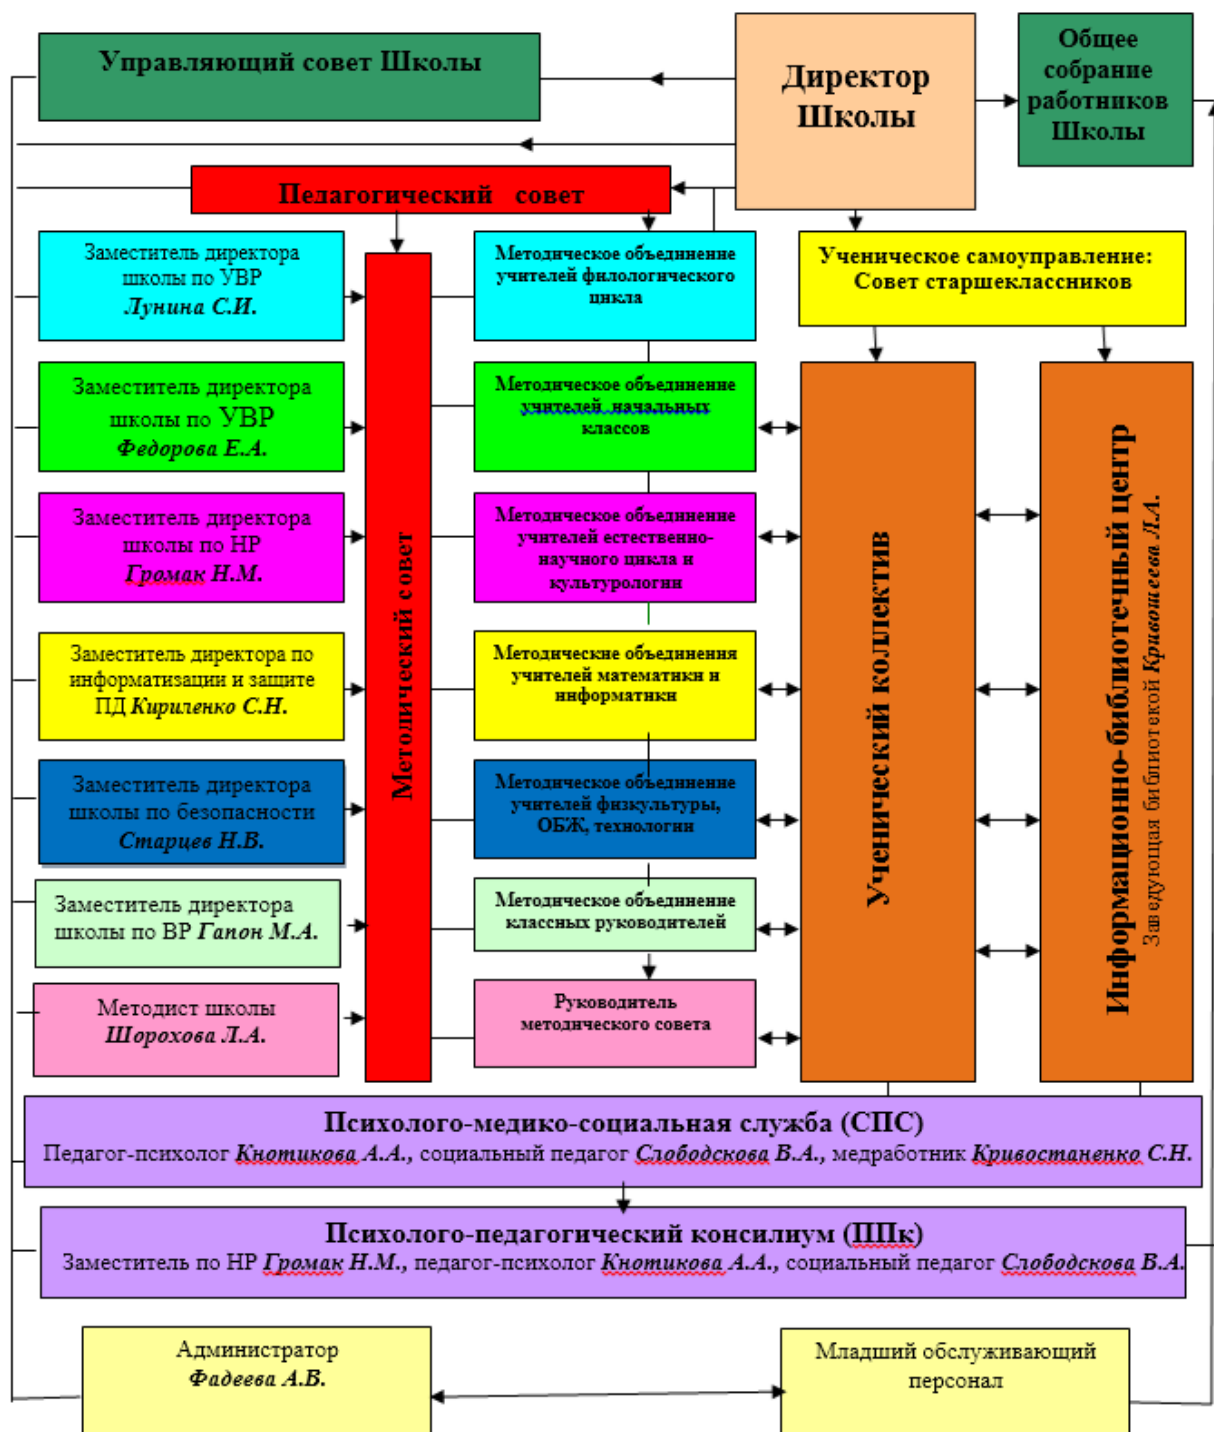 Управляющий совет Школы
Директор
Школы
Общее
собрание
работников
Школы
Педагогический совет
Заместитель директора
школы по УВР
Лунина С.И.
Методическое объединение
учителей филологического
цикла
Ученическое самоуправление:
Совет старшеклассников
Заместитель директора
школы по УВР
Федорова Е.А.
Методическое объединение
учителей начальных
классов
Заместитель директора
школы по НР
Громак Н.М.
Методическое объединение
учителей естественно-
научного цикла и
культурологии
Заместитель директора по
информатизации и защите
ПД Кириленко С.Н.
Методические объединения
учителей математики и
информатики
Заместитель директора
школы по безопасности
Старцев Н.В.
Методическое объединение
учителей физкультуры,
ОБЖ, технологии
Заместитель директора
школы по ВР Гапон М.А.
Методическое объединение
классных руководителей
Методист школы
Шорохова Л.А.
Руководитель
методического совета
Методический совет
Ученический коллектив
Информационно-библиотечный центр
Заведующая библиотекой Кривошеева Л.А.
Психолого-медико-социальная служба (СПС)
Педагог-психолог Кнотикова А.А., социальный педагог Слободскова В.А., медработник Кривостаненко С.Н.
Психолого-педагогический консилиум (ППк)
Заместитель по НР Громак Н.М., педагог-психолог Кнотикова А.А., социальный педагог Слободскова В.А.
Администратор
Фадеева А.В.
Младший обслуживающий
персонал